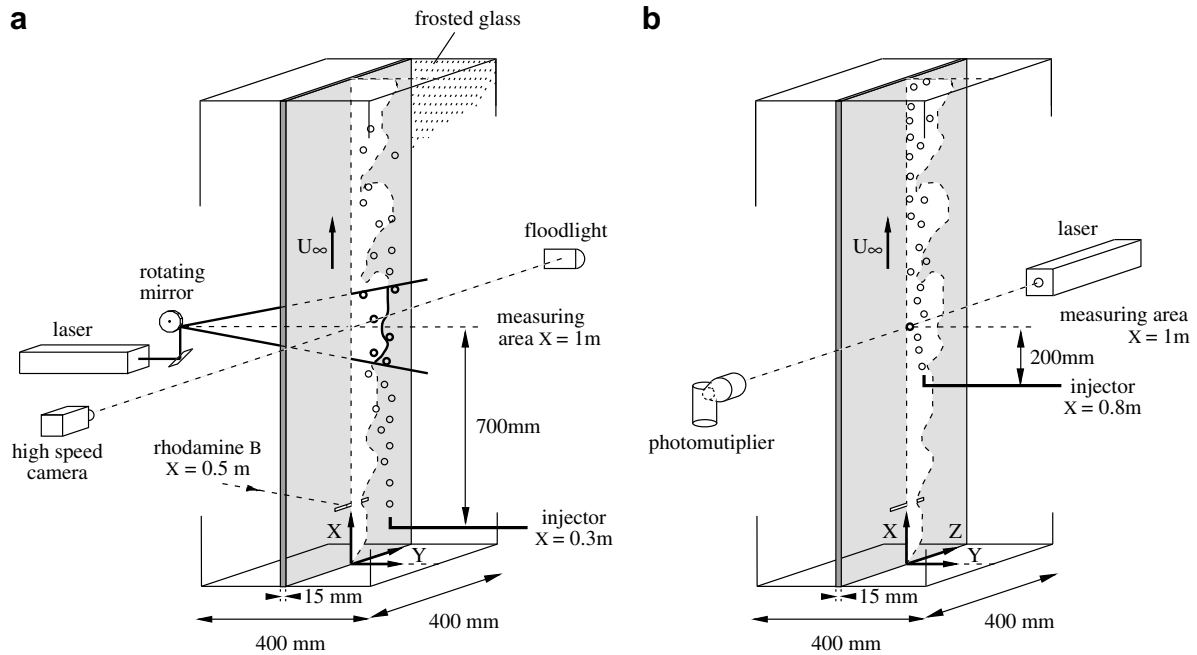 a
frosted glass
U∞
floodlight
rotating
mirror
laser
measuring
area X = 1m
high speed
camera
700mm
rhodamine B
X = 0.5 m
injector
X = 0.3m
X
Y
15 mm
400 mm
400 mm
b
laser
U∞
measuring area
X = 1m
200mm
injector
X = 0.8m
photomutiplier
X
Z
Y
15 mm
400 mm
400 mm